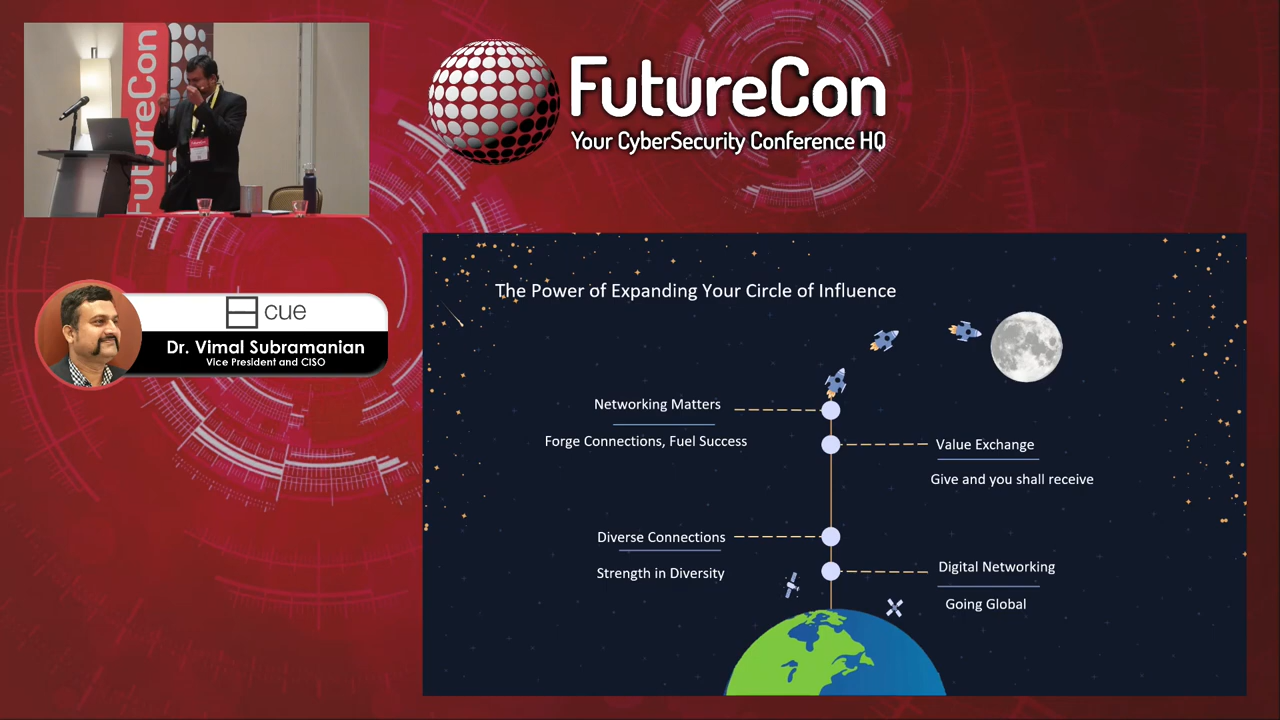 FutureCon
FutureCon
Your CyberSecurity Conference HQ
cue
Dr. Vimal Subramanian
Vice President and CISO
The Power of Expanding Your Circle of Influence
Networking Matters
Forge Connections, Fuel Success
Value Exchange
Give and you shall receive
Diverse Connections
Strength in Diversity
Digital Networking
Going Global